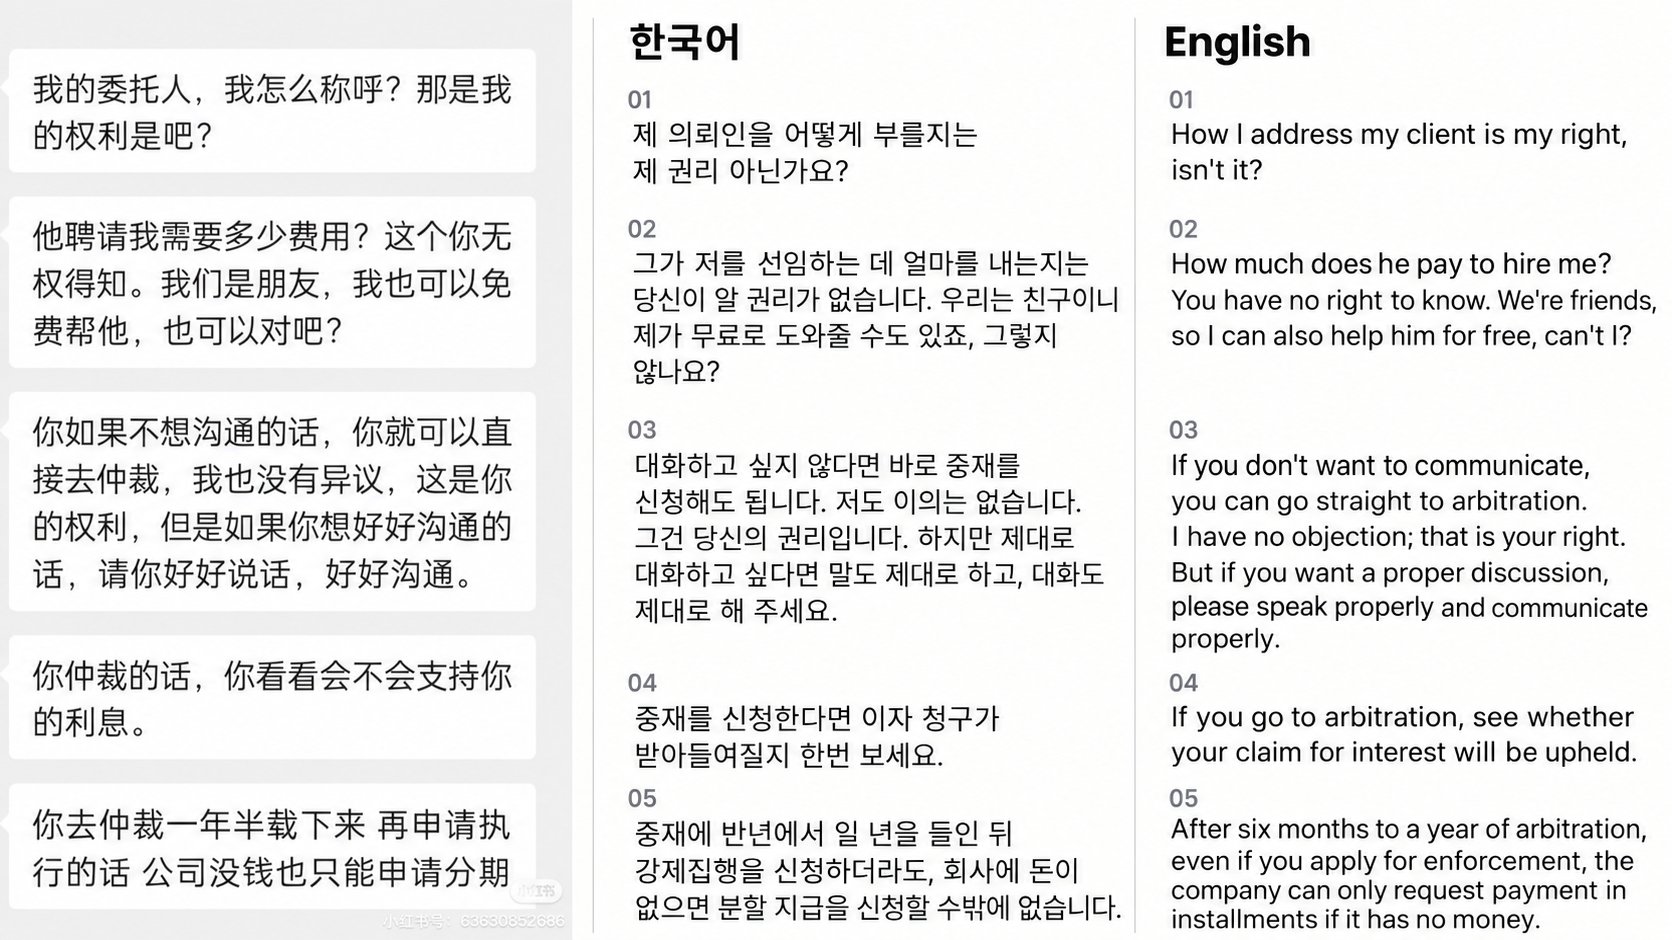 我的委托人，我怎么称呼？那是我
的权利是吧？
他聘请我需要多少费用？这个你无
权得知。我们是朋友，我也可以免
费帮他，也可以对吧？
你如果不想沟通的话，你就可以直
接去仲裁，我也没有异议，这是你
的权利，但是如果你想好好沟通的
话，请你好好说话，好好沟通。
你仲裁的话，你看看会不会支持你
的利息。
你去仲裁一年半载下来 再申请执
行的话 公司没钱也只能申请分期
小红书
小红书号：63630852686
한국어
01
제 의뢰인을 어떻게 부를지는
제 권리 아닌가요?
02
그가 저를 선임하는 데 얼마를 내는지는
당신이 알 권리가 없습니다. 우리는 친구이니
제가 무료로 도와줄 수도 있죠, 그렇지
않나요?
03
대화하고 싶지 않다면 바로 중재를
신청해도 됩니다. 저도 이의는 없습니다.
그건 당신의 권리입니다. 하지만 제대로
대화하고 싶다면 말도 제대로 하고, 대화도
제대로 해 주세요.
04
중재를 신청한다면 이자 청구가
받아들여질지 한번 보세요.
05
중재에 반년에서 일 년을 들인 뒤
강제집행을 신청하더라도, 회사에 돈이
없으면 분할 지급을 신청할 수밖에 없습니다.
English
01
How I address my client is my right,
isn't it?
02
How much does he pay to hire me?
You have no right to know. We're friends,
so I can also help him for free, can't I?
03
If you don't want to communicate,
you can go straight to arbitration.
I have no objection; that is your right.
But if you want a proper discussion,
please speak properly and communicate
properly.
04
If you go to arbitration, see whether
your claim for interest will be upheld.
05
After six months to a year of arbitration,
even if you apply for enforcement, the
company can only request payment in
installments if it has no money.